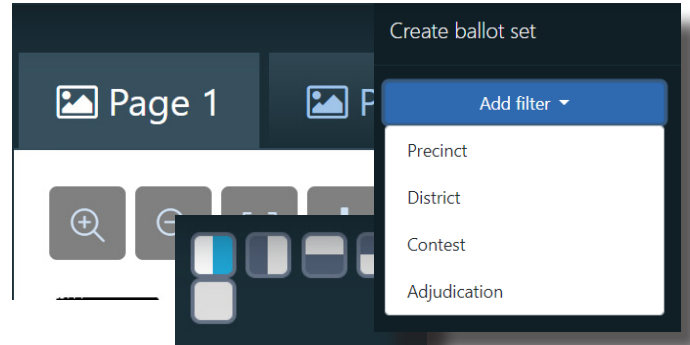 Page 1
P
Create ballot set
Add filter
Precinct
District
Contest
Adjudication